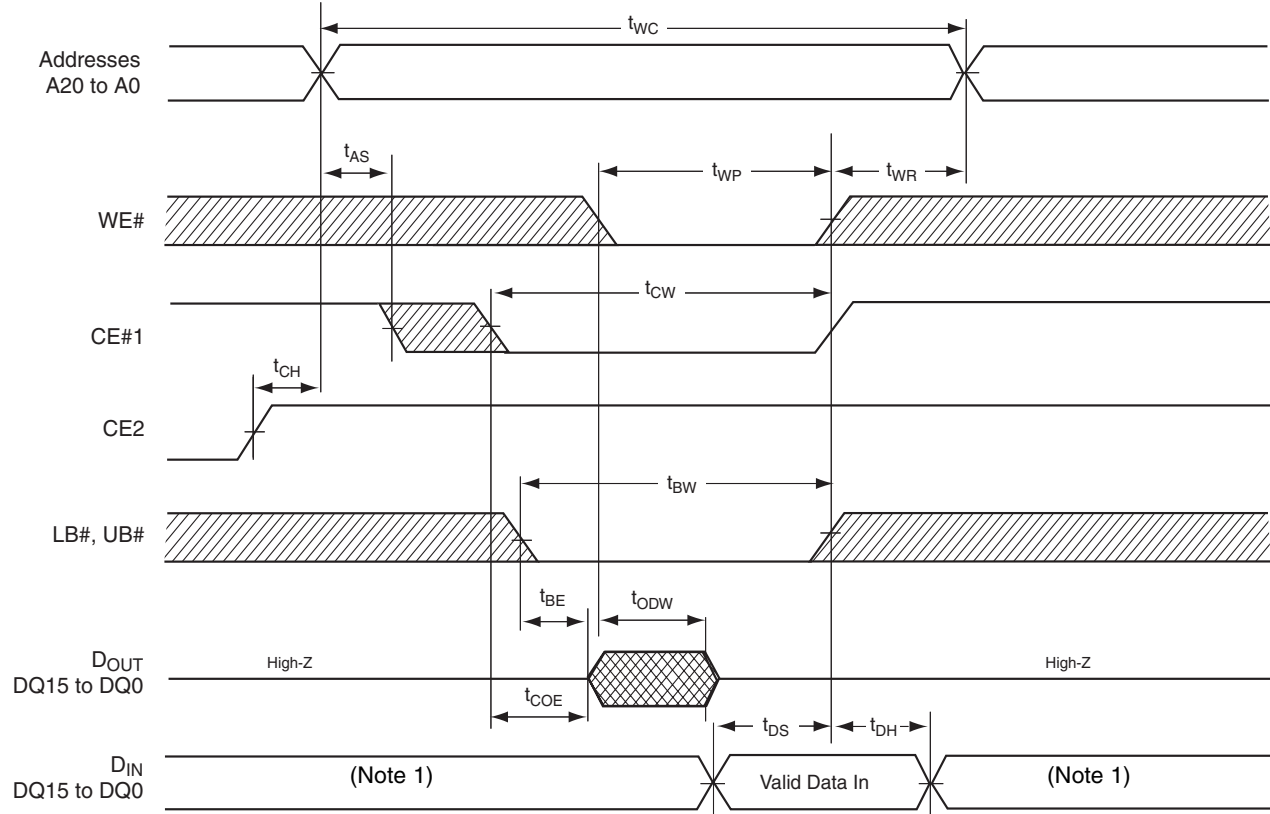 tWC
Addresses
A20 to A0
tAS
tWP
tWR
WE#
tCW
CE#1
tCH
CE2
tBW
LB#, UB#
tBE
tODW
DOUT
DQ15 to DQ0
High-Z
High-Z
tCOE
tDS
tDH
DIN
DQ15 to DQ0
(Note 1)
Valid Data In
(Note 1)